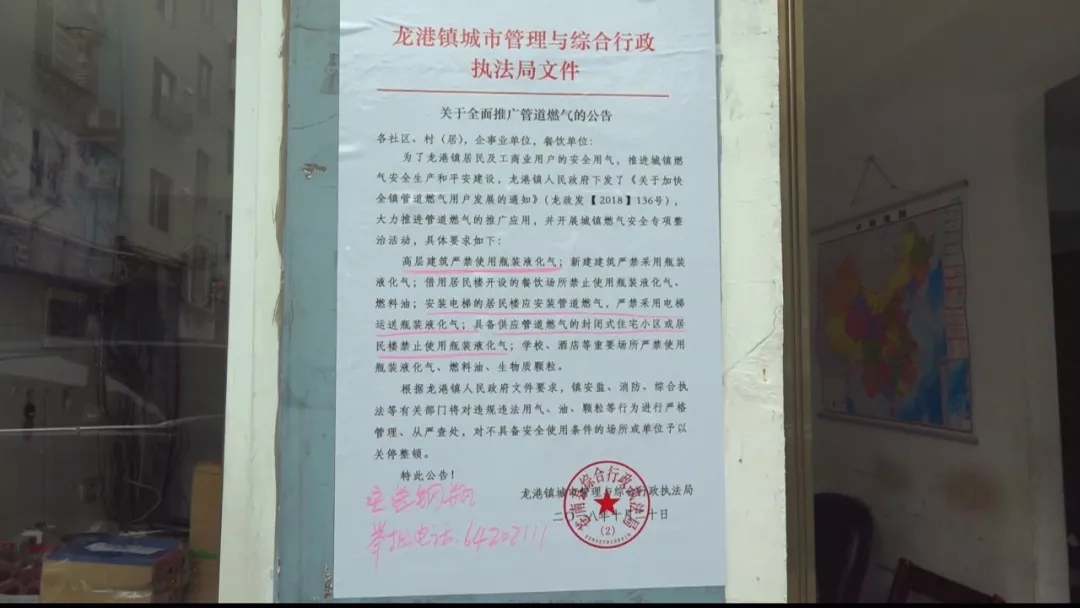 龙港镇城市管理与综合行政
执法局文件
关于全面推广管道燃气的公告
各社区、村（居），企事业单位，餐饮单位：
为了龙港镇居民及工商业用户的安全用气，推进城镇燃
气安全生产和平安建设，龙港镇人民政府下发了《关于加快
全镇管道燃气用户发展的通知》（龙政发【2018】136号），
大力推进管道燃气的推广应用，并开展城镇燃气安全专项整
治活动，具体要求如下：
高层建筑严禁使用瓶装液化气；新建建筑严禁采用瓶装
液化气；借用居民楼开设的餐饮场所禁止使用瓶装液化气、
燃料油；安装电梯的居民楼应安装管道燃气，严禁采用电梯
运送瓶装液化气；具备供应管道燃气的封闭式住宅小区或居
民楼禁止使用瓶装液化气；学校、酒店等重要场所严禁使用
瓶装液化气、燃料油、生物质颗粒。
根据龙港镇人民政府文件要求，镇安监、消防、综合执
法等有关部门将对违规违法用气、油、颗粒等行为进行严格
管理、从严查处，对不具备安全使用条件的场所或单位予以
关停整顿。
特此公告！
龙港镇城市管理与综合行政执法局
二〇一八年十月
十日
钢瓶
举报电话:64202111
(2)